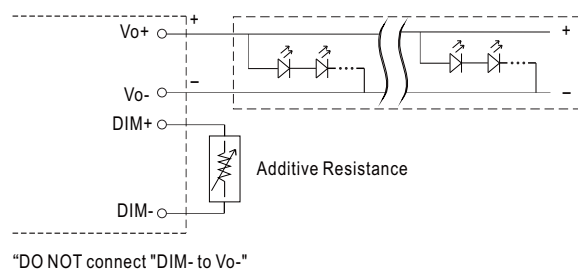 Vo+
+
+
−
Vo-
−
DIM+
Additive Resistance
DIM-
“DO NOT connect "DIM- to Vo-"